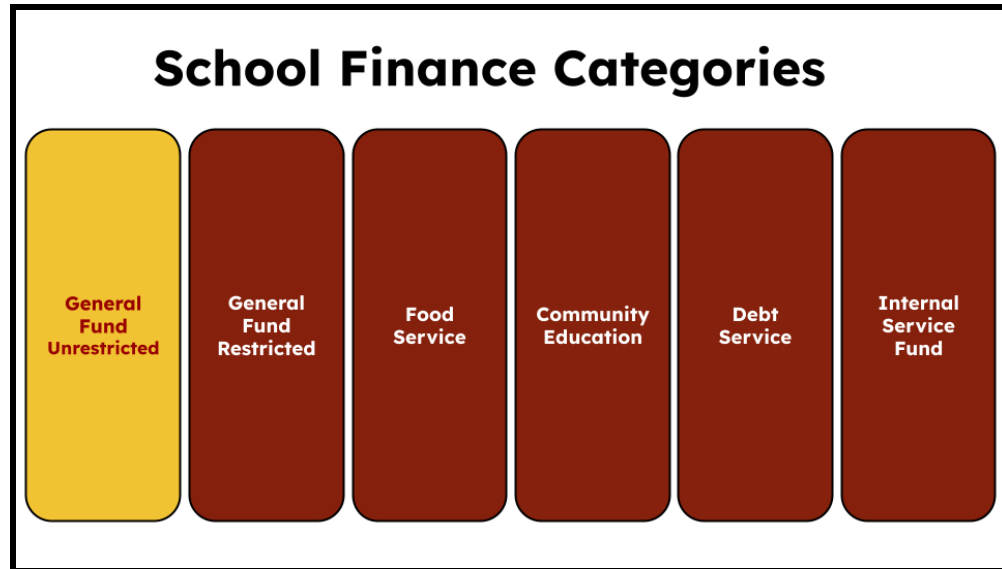 School Finance Categories
General
Fund
Unrestricted
General
Fund
Restricted
Food
Service
Community
Education
Debt
Service
Internal
Service
Fund